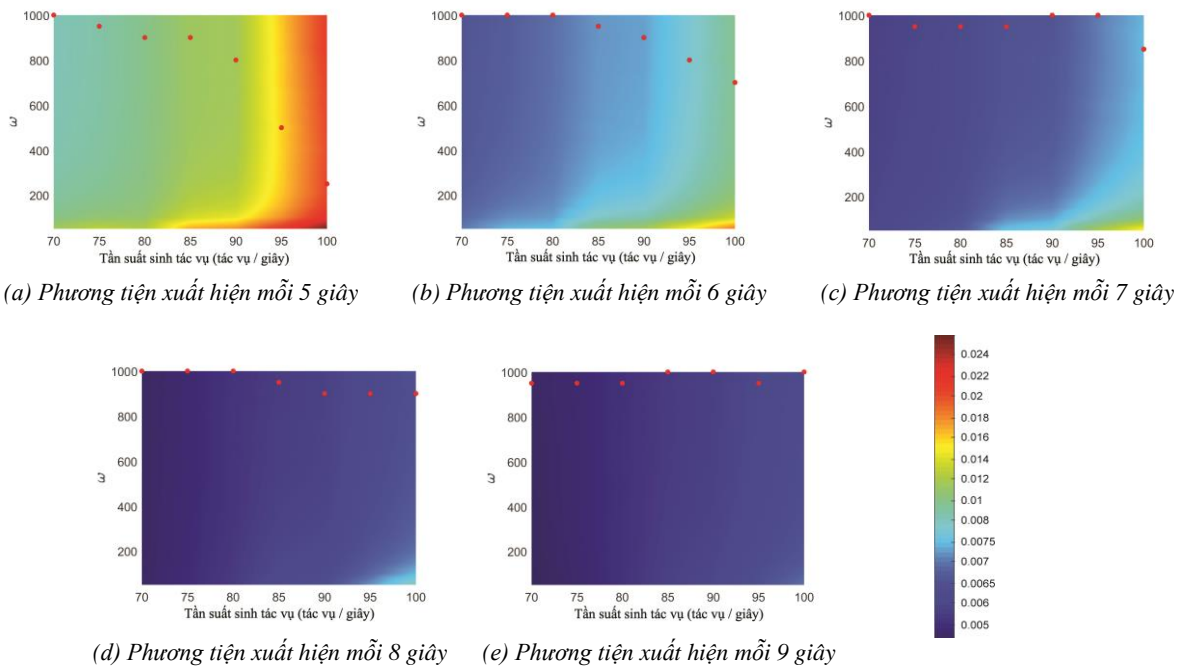 1000
800
600
400
200
ω
70 75 80 85 90 95 100
Tần suất sinh tác vụ (tác vụ / giây)
(a) Phương tiện xuất hiện mỗi 5 giây
1000
800
600
400
200
ω
70 75 80 85 90 95 100
Tần suất sinh tác vụ (tác vụ / giây)
(b) Phương tiện xuất hiện mỗi 6 giây
1000
800
600
400
200
ω
70 75 80 85 90 95 100
Tần suất sinh tác vụ (tác vụ / giây)
(c) Phương tiện xuất hiện mỗi 7 giây
1000
800
600
400
200
ω
70 75 80 85 90 95 100
Tần suất sinh tác vụ (tác vụ / giây)
(d) Phương tiện xuất hiện mỗi 8 giây
1000
800
600
400
200
ω
70 75 80 85 90 95 100
Tần suất sinh tác vụ (tác vụ / giây)
(e) Phương tiện xuất hiện mỗi 9 giây
0.024
0.022
0.02
0.018
0.016
0.014
0.012
0.01
0.008
0.0075
0.007
0.0065
0.006
0.005